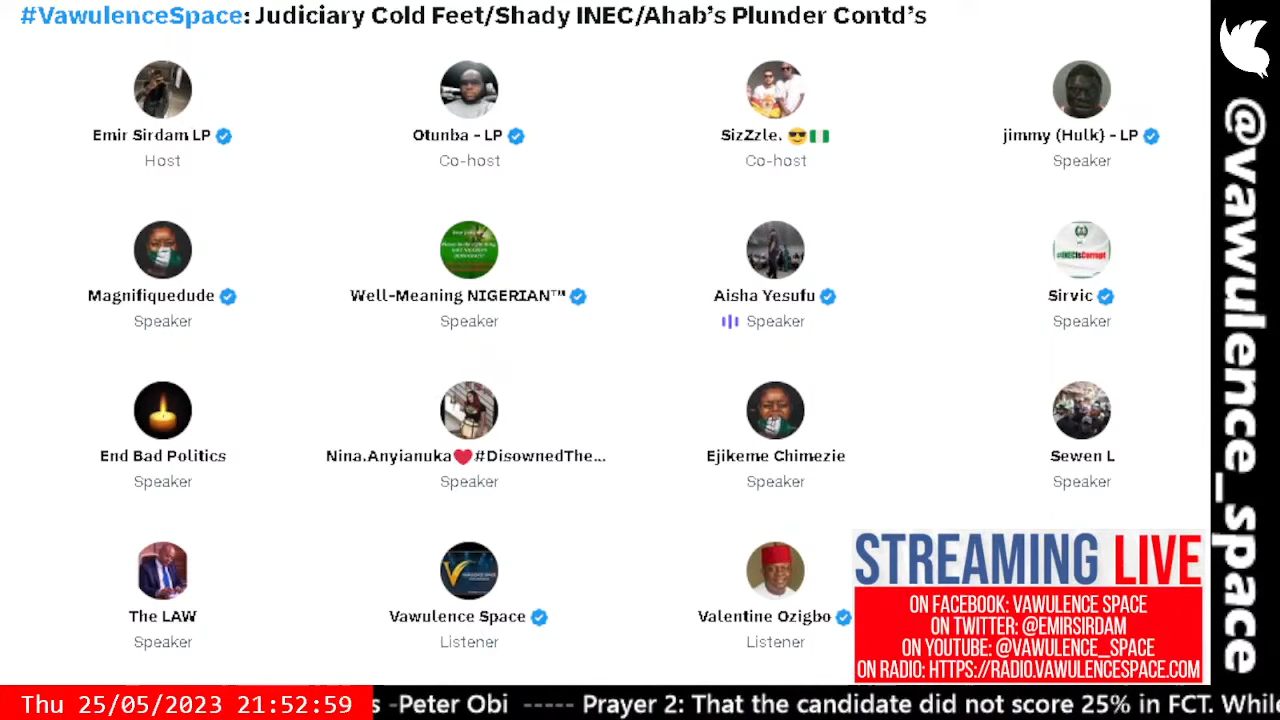 #VawulenceSpace: Judiciary Cold Feet/Shady INEC/Ahab’s Plunder Contd’s
Emir Sirdam LP
Host
Otunba - LP
Co-host
SizZzle. 😎🇳🇬
Co-host
jimmy (Hulk) - LP
Speaker
Magnifiquedude
Speaker
Well-Meaning NIGERIAN™
Speaker
Aisha Yesufu
Speaker
#INECIsCorrupt
Sirvic
Speaker
End Bad Politics
Speaker
Nina.Anyianuka❤️#DisownedThe...
Speaker
Ejikeme Chimezie
Speaker
Sewen L
Speaker
The LAW
Speaker
Vawulence Space
Listener
Valentine Ozigbo
Listener
STREAMING LIVE
ON FACEBOOK: VAWULENCE SPACE
ON TWITTER: @EMIRSIRDAM
ON YOUTUBE: @VAWULENCE_SPACE
ON RADIO: HTTPS://RADIO.VAWULENCESPACE.COM
@vawulence_space
Thu 25/05/2023 21:52:59
s -Peter Obi ----- Prayer 2: That the candidate did not score 25% in FCT. While